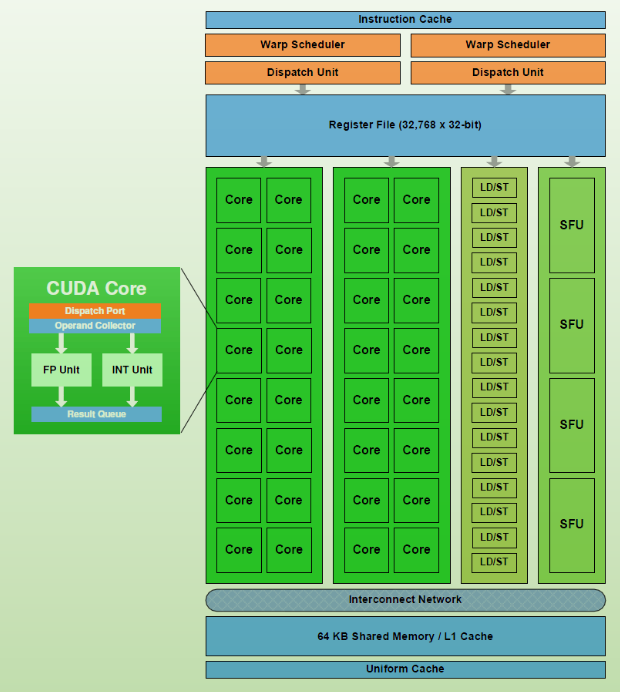 Instruction Cache
Warp Scheduler Warp Scheduler
Dispatch Unit Dispatch Unit
Register File (32,768 x 32-bit)
Core Core Core Core LD/ST
LD/ST
SFU
Core Core Core Core LD/ST
LD/ST
Core Core Core Core LD/ST
LD/ST
SFU
Core Core Core Core LD/ST
LD/ST
Core Core Core Core LD/ST
LD/ST
SFU
Core Core Core Core LD/ST
LD/ST
Core Core Core Core LD/ST
LD/ST
SFU
Core Core Core Core LD/ST
LD/ST
CUDA Core
Dispatch Port
Operand Collector
FP Unit INT Unit
Result Queue
Interconnect Network
64 KB Shared Memory / L1 Cache
Uniform Cache